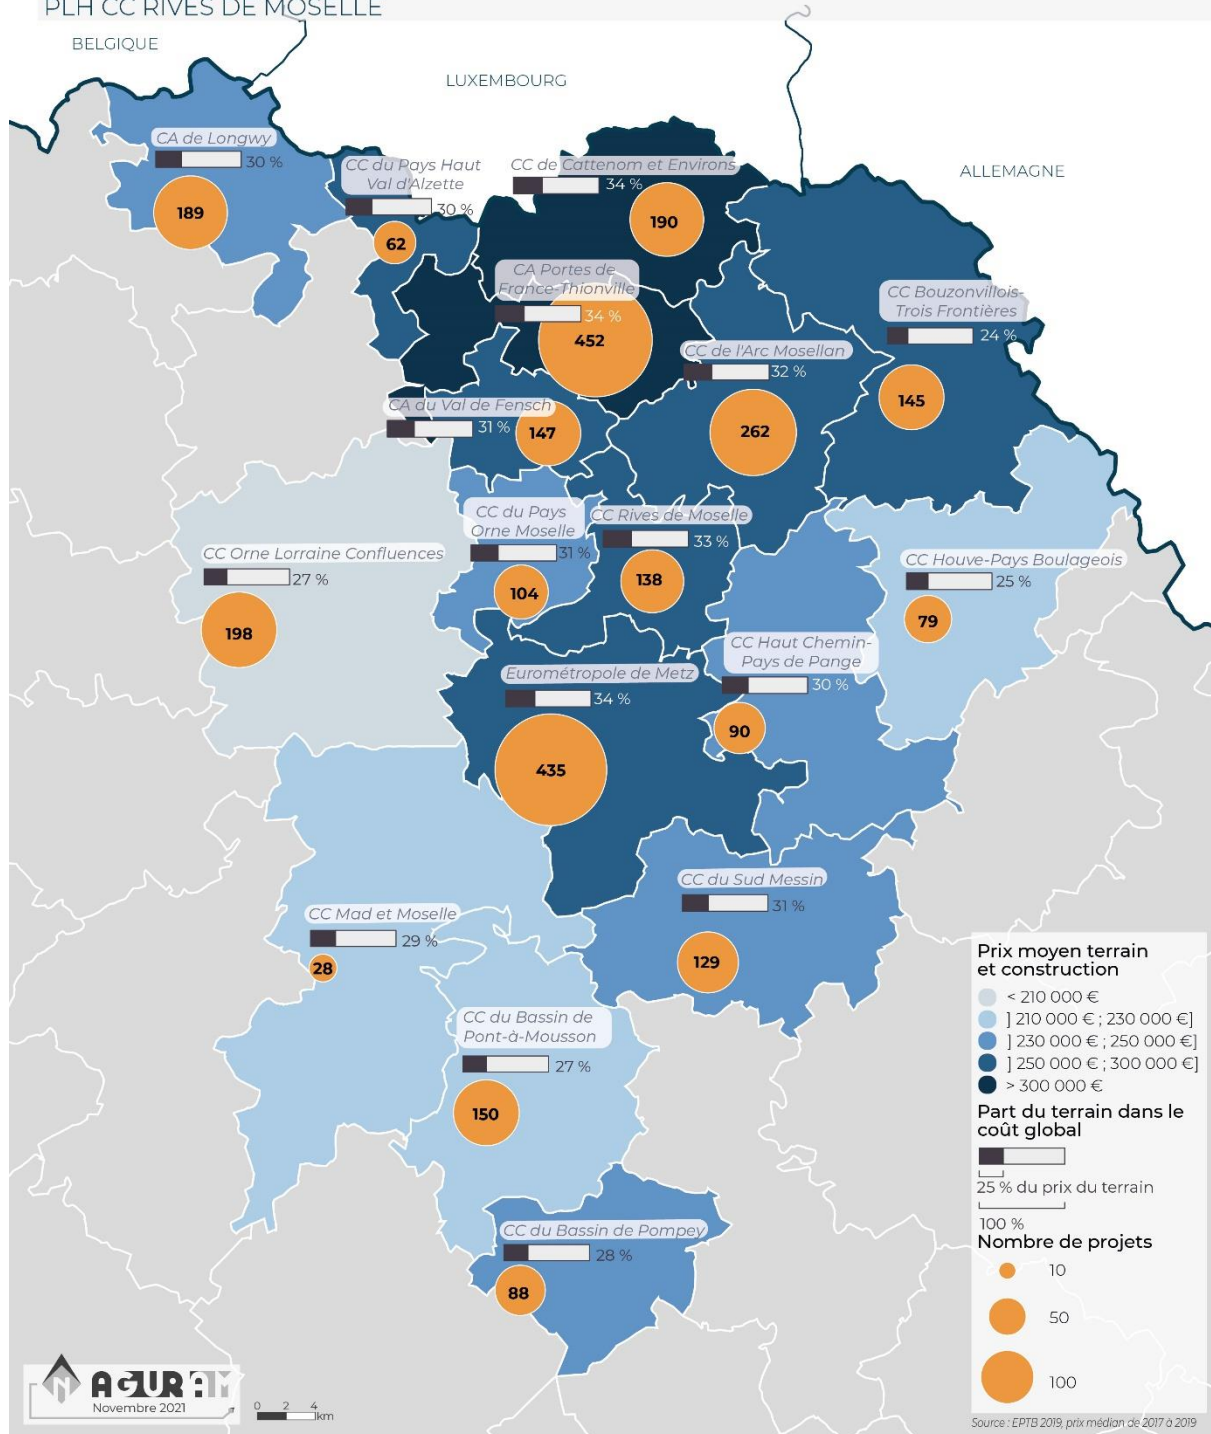 PLH CC RIVES DE MOSELLE
BELGIQUE
LUXEMBOURG
ALLEMAGNE
CA de Longwy
30 %
189
CC du Pays Haut
Val d'Alzette
30 %
62
CC de Cattenom et Environs
34 %
190
CA Portes de
France-Thionville
34 %
452
CC Bouzonvillois-
Trois Frontières
24 %
145
CC de l'Arc Mosellan
32 %
262
CA du Val de Fensch
31 %
147
CC du Pays
Orne Moselle
31 %
104
CC Rives de Moselle
33 %
138
CC Orne Lorraine Confluences
27 %
198
CC Houve-Pays Boulageois
25 %
79
CC Haut Chemin-
Pays de Pange
30 %
90
Eurométropole de Metz
34 %
435
CC du Sud Messin
31 %
129
CC Mad et Moselle
29 %
28
CC du Bassin de
Pont-à-Mousson
27 %
150
CC du Bassin de Pompey
28 %
88
Prix moyen terrain
et construction
< 210 000 €
] 210 000 € ; 230 000 €]
] 230 000 € ; 250 000 €]
] 250 000 € ; 300 000 €]
> 300 000 €
Part du terrain dans le
coût global
25 % du prix du terrain
100 %
Nombre de projets
10
50
100
N
AGURAM
Novembre 2021
0 2 4
km
Source : EPTB 2019, prix médian de 2017 à 2019